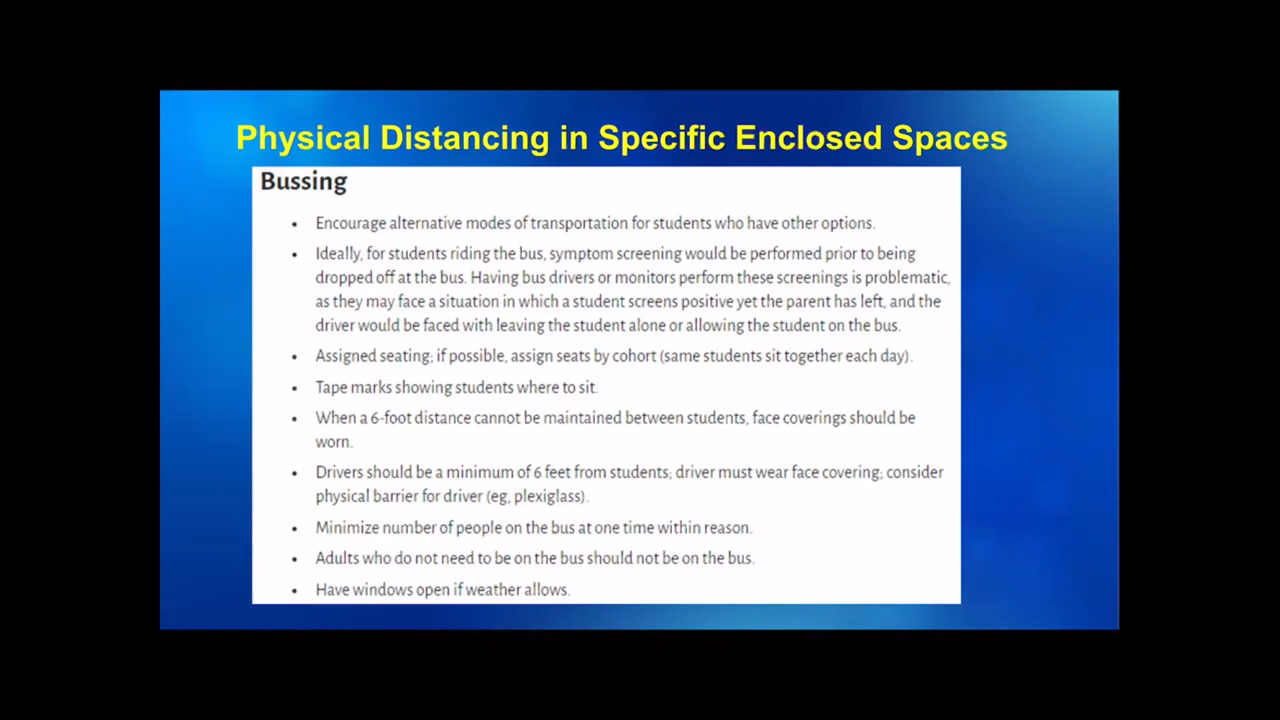 Physical Distancing in Specific Enclosed Spaces
Bussing
• Encourage alternative modes of transportation for students who have other options.
• Ideally, for students riding the bus, symptom screening would be performed prior to being
dropped off at the bus. Having bus drivers or monitors perform these screenings is problematic,
as they may face a situation in which a student screens positive yet the parent has left, and the
driver would be faced with leaving the student alone or allowing the student on the bus.
• Assigned seating; if possible, assign seats by cohort (same students sit together each day).
• Tape marks showing students where to sit.
• When a 6-foot distance cannot be maintained between students, face coverings should be
worn.
• Drivers should be a minimum of 6 feet from students; driver must wear face covering; consider
physical barrier for driver (eg, plexiglass).
• Minimize number of people on the bus at one time within reason.
• Adults who do not need to be on the bus should not be on the bus.
• Have windows open if weather allows.